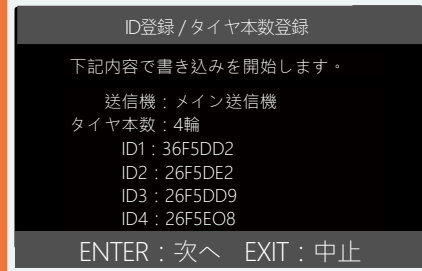 ID登録 / タイヤ本数登録
下記内容で書き込みを開始します。
送信機：メイン送信機
タイヤ本数：4輪
ID1：36F5DD2
ID2：26F5DE2
ID3：26F5DD9
ID4：26F5EO8
ENTER：次へ EXIT：中止